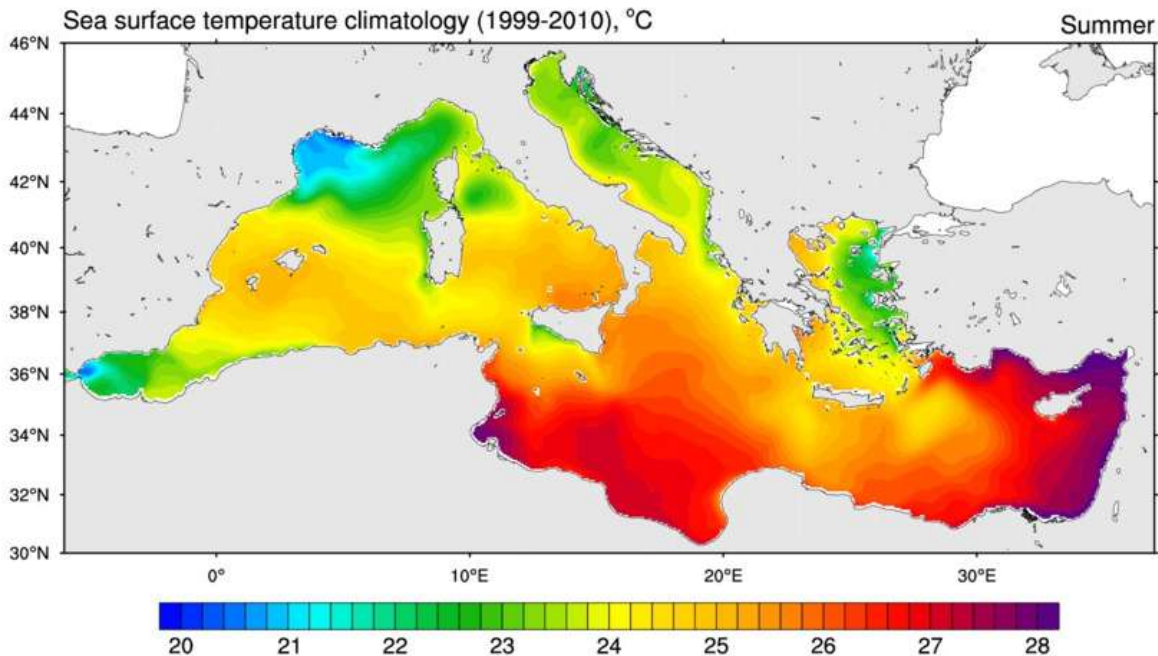 Sea surface temperature climatology (1999-2010), °C Summer
46°N
44°N
42°N
40°N
38°N
36°N
34°N
32°N
30°N
0° 10°E 20°E 30°E
20 21 22 23 24 25 26 27 28